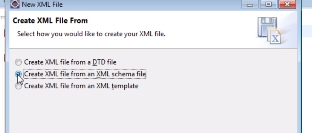 New XML File
Create XML File From
Select how you would like to create your XML file.
Create XML file from a DTD file
Create XML file from an XML schema file
Create XML file from an XML template